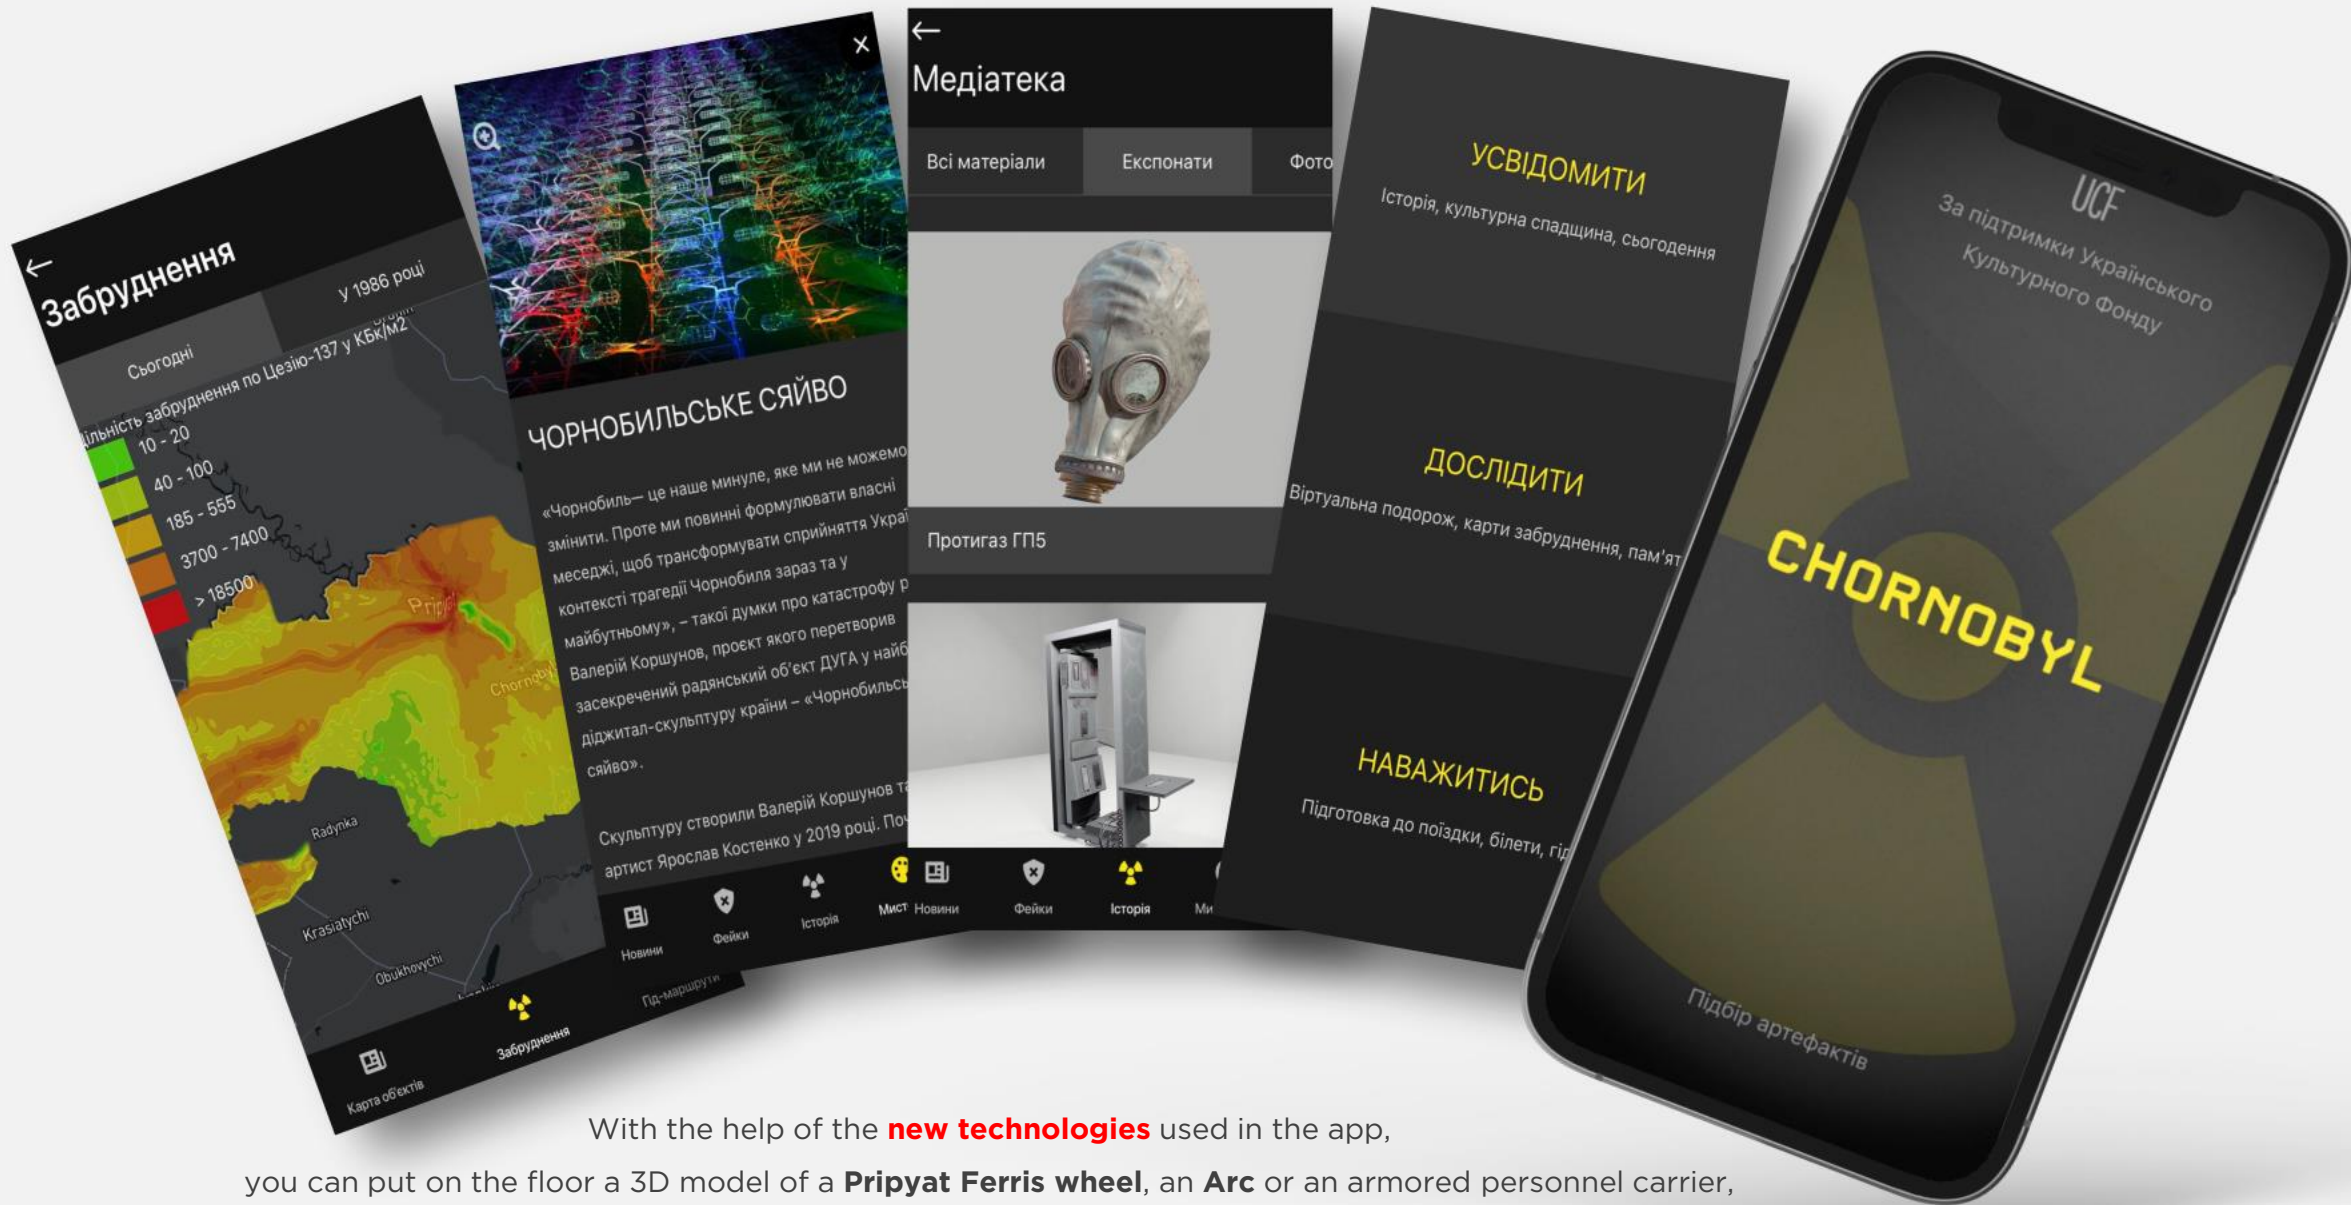 ←
Забруднення
Сьогодні
у 1986 році
забруднення по Цезію-137 у КБк/м2
10 - 20
40 - 100
185 - 555
3700 - 7400
> 18500
Pripyat
Radynka
Krasiatychi
Obukhovychi
Карта об'єктів
Забруднення
Гід-маршрути
×
ЧОРНОБИЛЬСЬКЕ СЯЙВО
«Чорнобиль— це наше минуле, яке ми не можемо
змінити. Проте ми повинні формулювати власні
меседжі, щоб трансформувати сприйняття Украї
контексті трагедії Чорнобиля зараз та у
майбутньому», – такої думки про катастрофу р
Валерій Коршунов, проєкт якого перетворив
засекречений радянський об'єкт ДУГА у найб
діджитал-скульптуру країни – «Чорнобильсь
сяйво».
Скульптуру створили Валерій Коршунов та
артист Ярослав Костенко у 2019 році. Поч
Новини
Фейки
Історія
Мист
←
Медіатека
Всі матеріали
Експонати
Фото
Протигаз ГП5
Новини
Фейки
Історія
Ми
УСВІДОМИТИ
Історія, культурна спадщина, сьогодення
ДОСЛІДИТИ
Віртуальна подорож, карти забруднення, пам'ят
НАВАЖИТИСЬ
Підготовка до поїздки, білети, гід
UCF
За підтримки Українського
Культурного Фонду
CHORNOBYL
Підбір артефактів
With the help of the new technologies used in the app,
you can put on the floor a 3D model of a Pripyat Ferris wheel, an Arc or an armored personnel carrier,